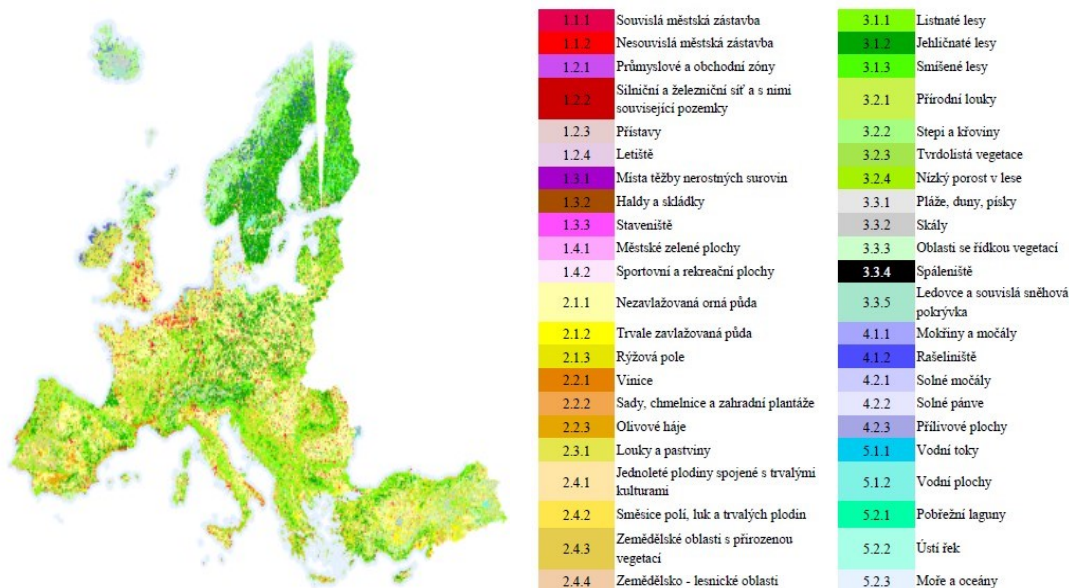 1.1.1 Souvislá městská zástavba
1.1.2 Nesouvislá městská zástavba
1.2.1 Průmyslové a obchodní zóny
1.2.2 Silniční a železniční síť a s nimi
související pozemky
1.2.3 Přístavy
1.2.4 Letiště
1.3.1 Místa těžby nerostných surovin
1.3.2 Haldy a skládky
1.3.3 Staveniště
1.4.1 Městské zelené plochy
1.4.2 Sportovní a rekreační plochy
2.1.1 Nezavlažovaná orná půda
2.1.2 Trvale zavlažovaná půda
2.1.3 Rýžová pole
2.2.1 Vinice
2.2.2 Sady, chmelnice a zahradní plantáže
2.2.3 Olivové háje
2.3.1 Louky a pastviny
2.4.1 Jednoleté plodiny spojené s trvalými
kulturami
2.4.2 Směsice polí, luk a trvalých plodin
2.4.3 Zemědělské oblasti s přirozenou
vegetací
2.4.4 Zemědělsko - lesnické oblasti
3.1.1 Listnaté lesy
3.1.2 Jehličnaté lesy
3.1.3 Smíšené lesy
3.2.1 Přírodní louky
3.2.2 Stepi a křoviny
3.2.3 Tvrdolistá vegetace
3.2.4 Nízký porost v lese
3.3.1 Pláže, duny, písky
3.3.2 Skály
3.3.3 Oblasti se řídkou vegetací
3.3.4 Spáleniště
3.3.5 Ledovce a souvislá sněhová
pokrývka
4.1.1 Mokřiny a močály
4.1.2 Rašeliniště
4.2.1 Solné močály
4.2.2 Solné pánve
4.2.3 Přílivové plochy
5.1.1 Vodní toky
5.1.2 Vodní plochy
5.2.1 Pobřežní laguny
5.2.2 Ústí řek
5.2.3 Moře a oceány